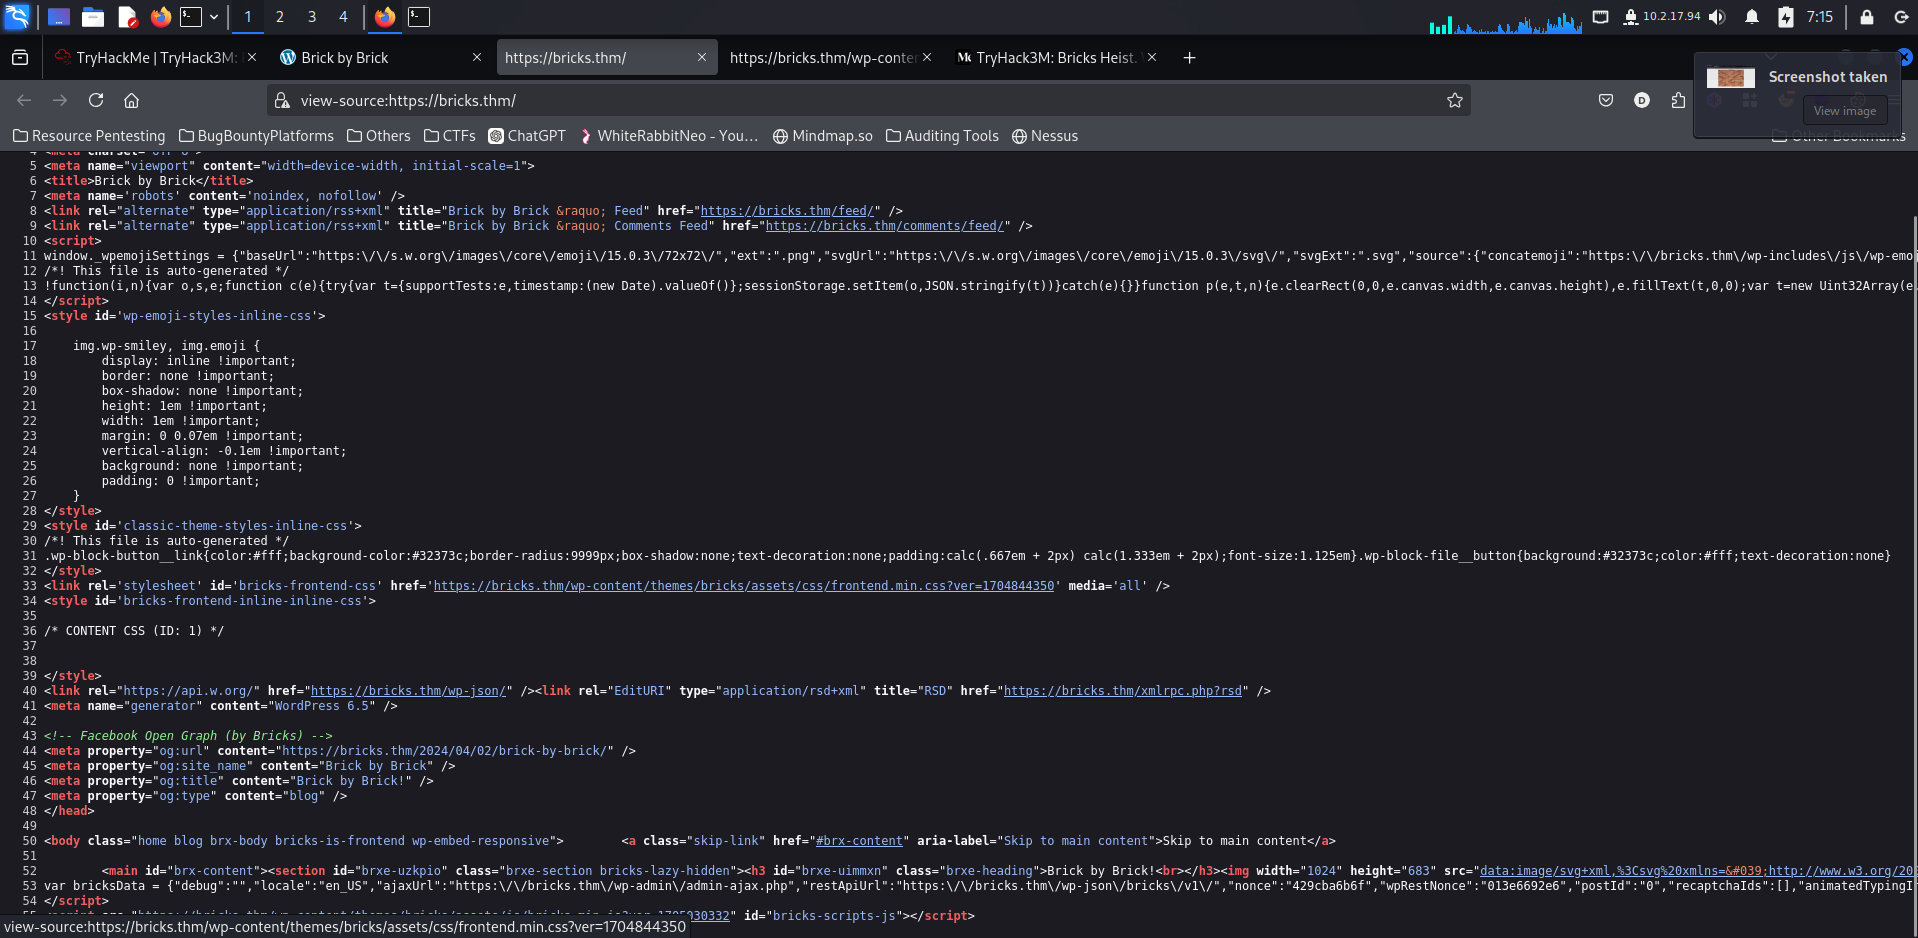 1 2 3 4 10.2.17.94 7:15
TryHackMe | TryHack3M: Brick by Brick https://bricks.thm/ https://bricks.thm/wp-conter TryHack3M: Bricks Heist.
Screenshot taken
view-source:https://bricks.thm/
View image
Resource Pentesting BugBountyPlatforms Others CTFs ChatGPT WhiteRabbitNeo - You… Mindmap.so Auditing Tools Nessus Other Bookmarks
4 <meta charset="UTF-8">
5 <meta name="viewport" content="width=device-width, initial-scale=1">
6 <title>Brick by Brick</title>
7 <meta name='robots' content='noindex, nofollow' />
8 <link rel="alternate" type="application/rss+xml" title="Brick by Brick &raquo; Feed" href="https://bricks.thm/feed/" />
9 <link rel="alternate" type="application/rss+xml" title="Brick by Brick &raquo; Comments Feed" href="https://bricks.thm/comments/feed/" />
10 <script>
11 window._wpemojiSettings = {"baseUrl":"https:\/\/s.w.org\/images\/core\/emoji\/15.0.3\/72x72\/","ext":".png","svgUrl":"https:\/\/s.w.org\/images\/core\/emoji\/15.0.3\/svg\/","svgExt":".svg","source":{"concatemoji":"https:\/\/bricks.thm\/wp-includes\/js\/wp-emo
12 /*! This file is auto-generated */
13 !function(i,n){var o,s,e;function c(e){try{var t={supportTests:e,timestamp:(new Date).valueOf()};sessionStorage.setItem(o,JSON.stringify(t))}catch(e){}}function p(e,t,n){e.clearRect(0,0,e.canvas.width,e.canvas.height),e.fillText(t,0,0);var t=new Uint32Array(e
14 </script>
15 <style id='wp-emoji-styles-inline-css'>
16
17 img.wp-smiley, img.emoji {
18 display: inline !important;
19 border: none !important;
20 box-shadow: none !important;
21 height: 1em !important;
22 width: 1em !important;
23 margin: 0 0.07em !important;
24 vertical-align: -0.1em !important;
25 background: none !important;
26 padding: 0 !important;
27 }
28 </style>
29 <style id='classic-theme-styles-inline-css'>
30 /*! This file is auto-generated */
31 .wp-block-button__link{color:#fff;background-color:#32373c;border-radius:9999px;box-shadow:none;text-decoration:none;padding:calc(.667em + 2px) calc(1.333em + 2px);font-size:1.125em}.wp-block-file__button{background:#32373c;color:#fff;text-decoration:none}
32 </style>
33 <link rel='stylesheet' id='bricks-frontend-css' href='https://bricks.thm/wp-content/themes/bricks/assets/css/frontend.min.css?ver=1704844350' media='all' />
34 <style id='bricks-frontend-inline-inline-css'>
35
36 /* CONTENT CSS (ID: 1) */
37
38
39 </style>
40 <link rel="https://api.w.org/" href="https://bricks.thm/wp-json/" /><link rel="EditURI" type="application/rsd+xml" title="RSD" href="https://bricks.thm/xmlrpc.php?rsd" />
41 <meta name="generator" content="WordPress 6.5" />
42
43 <!-- Facebook Open Graph (by Bricks) -->
44 <meta property="og:url" content="https://bricks.thm/2024/04/02/brick-by-brick/" />
45 <meta property="og:site_name" content="Brick by Brick" />
46 <meta property="og:title" content="Brick by Brick!" />
47 <meta property="og:type" content="blog" />
48 </head>
49
50 <body class="home blog brx-body bricks-is-frontend wp-embed-responsive"> <a class="skip-link" href="#brx-content" aria-label="Skip to main content">Skip to main content</a>
51
52 <main id="brx-content"><section id="brxe-uzkpio" class="brxe-section bricks-lazy-hidden"><h3 id="brxe-uimmxn" class="brxe-heading">Brick by Brick!<br></h3><img width="1024" height="683" src="data:image/svg+xml,%3Csvg%20xmlns=&#039;http://www.w3.org/20
53 var bricksData = {"debug":"","locale":"en_US","ajaxUrl":"https:\/\/bricks.thm\/wp-admin\/admin-ajax.php","restApiUrl":"https:\/\/bricks.thm\/wp-json\/bricks\/v1\/","nonce":"429cba6b6f","wpRestNonce":"013e6692e6","postId":"0","recaptchaIds":[],"animatedTypingI
54 </script>
55 <script src="https://bricks.thm/wp-content/themes/bricks/assets/js/bricks.min.js?ver=1705030332" id="bricks-scripts-js"></script>
view-source:https://bricks.thm/wp-content/themes/bricks/assets/css/frontend.min.css?ver=1704844350